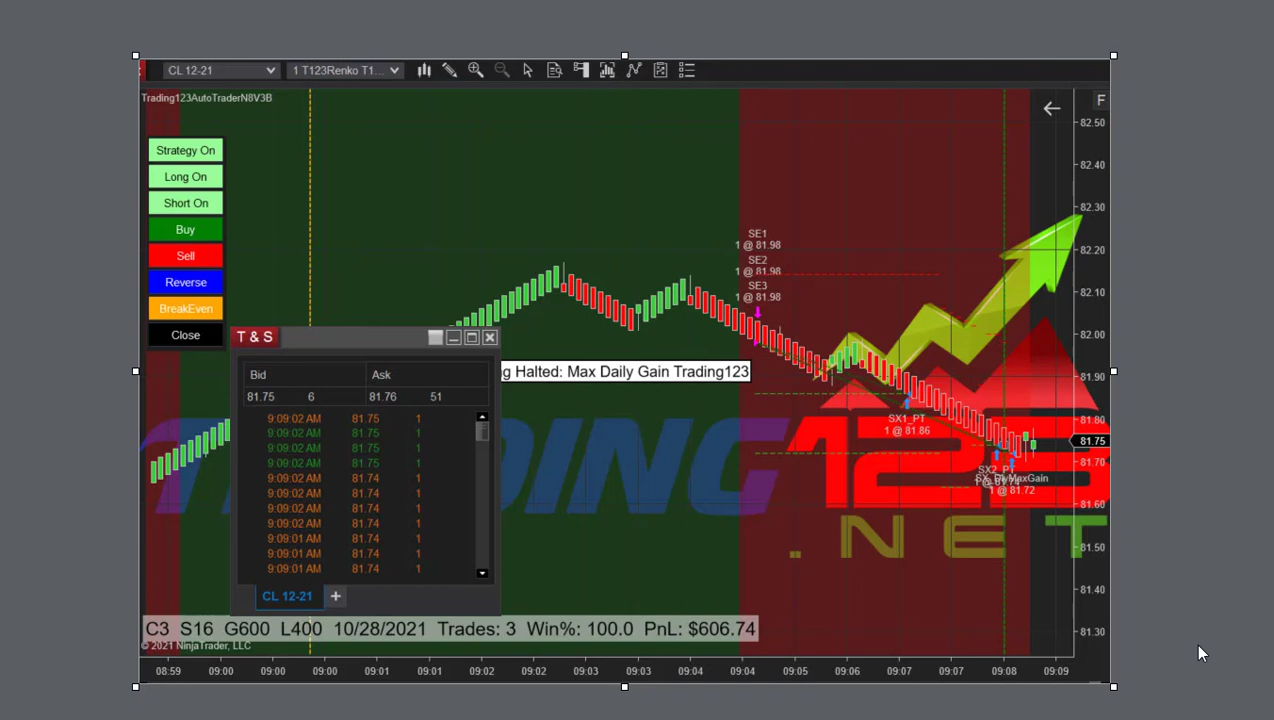 CL 12-21 1 T123Renko T1...
Trading123AutoTraderN8V3B
F
Strategy On
Long On
Short On
Buy
Sell
Reverse
BreakEven
Close
SE1
1 @ 81.98
SE2
1 @ 81.98
SE3
1 @ 81.98
T & S
Bid Ask
81.75 6 81.76 51
9:09:02 AM 81.75 1
9:09:02 AM 81.75 1
9:09:02 AM 81.75 1
9:09:02 AM 81.75 1
9:09:02 AM 81.74 1
9:09:02 AM 81.74 1
9:09:02 AM 81.74 1
9:09:02 AM 81.74 1
9:09:01 AM 81.74 1
9:09:01 AM 81.74 1
9:09:01 AM 81.74 1
CL 12-21 +
g Halted: Max Daily Gain Trading123
SX1_PT
1 @ 81.86
SX2_PT
1 @ 81.72
TRADING 123
.NET
82.50
82.40
82.30
82.20
82.10
82.00
81.90
81.80
81.75
81.70
81.60
81.50
81.40
81.30
C3 S16 G600 L400 10/28/2021 Trades: 3 Win%: 100.0 PnL: $606.74
© 2021 NinjaTrader, LLC
08:59 09:00 09:00 09:01 09:01 09:02 09:02 09:03 09:03 09:04 09:04 09:05 09:06 09:07 09:07 09:08 09:09